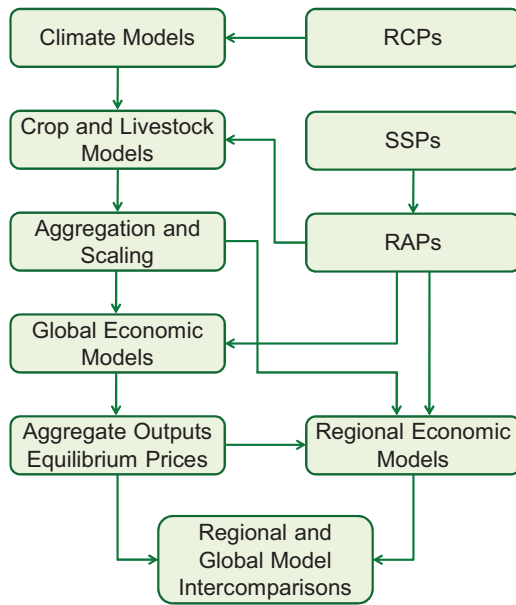 Climate Models
RCPs
Crop and Livestock
Models
SSPs
Aggregation and
Scaling
RAPs
Global Economic
Models
Aggregate Outputs
Equilibrium Prices
Regional Economic
Models
Regional and
Global Model
Intercomparisons